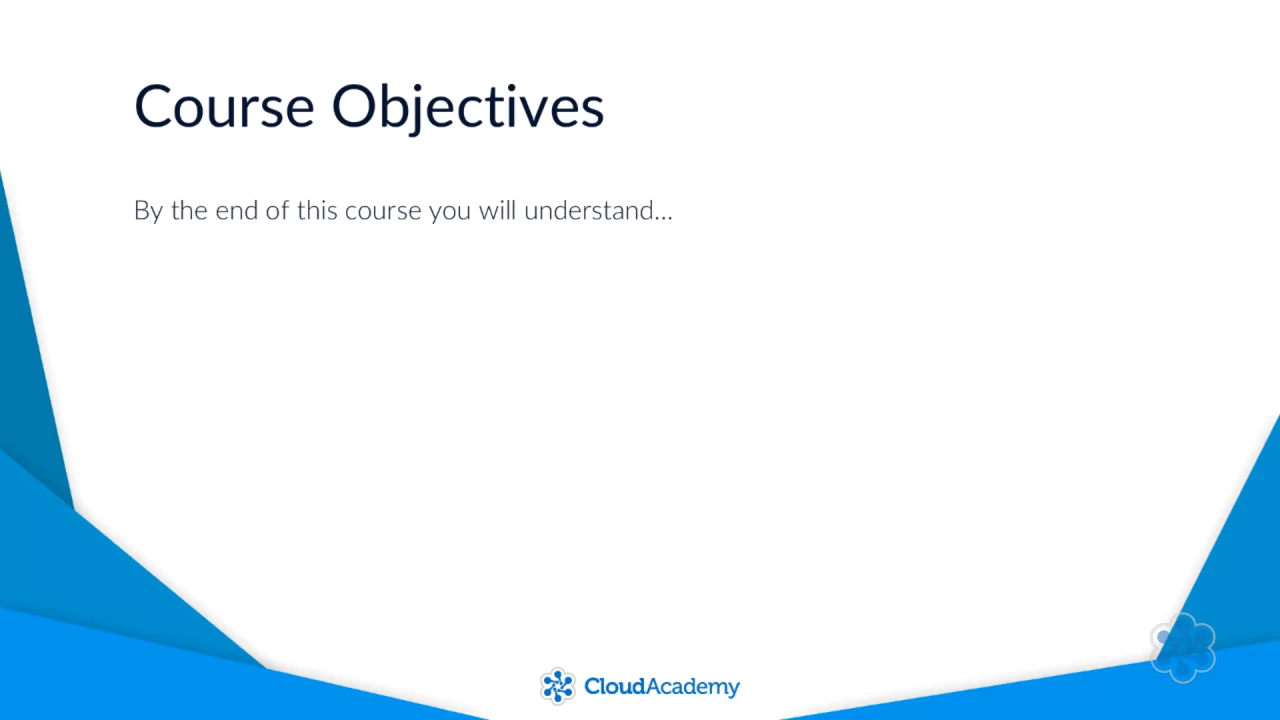 Course Objectives
By the end of this course you will understand...
CloudAcademy